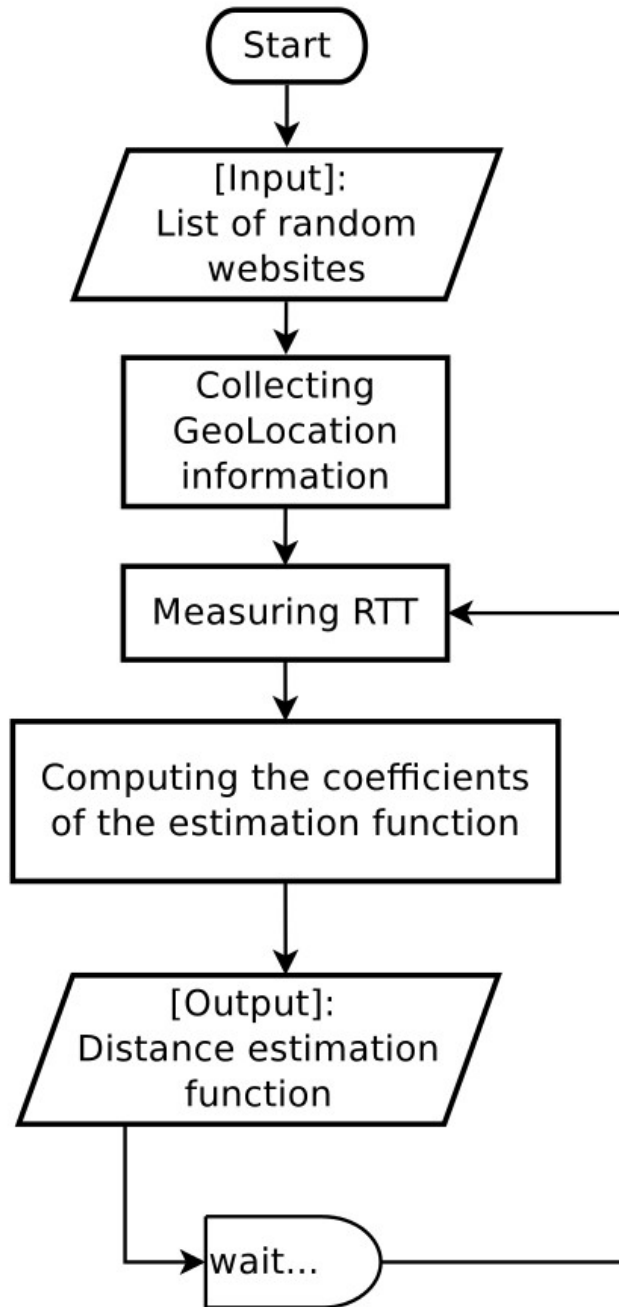 Start
[Input]:
List of random
websites
Collecting
GeoLocation
information
Measuring RTT
Computing the coefficients
of the estimation function
[Output]:
Distance estimation
function
wait...